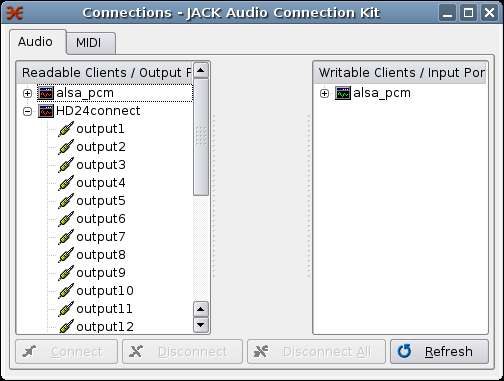 Connections - JACK Audio Connection Kit
Audio MIDI
Readable Clients / Output P
Writable Clients / Input Por
alsa_pcm
HD24connect
output1
output2
output3
output4
output5
output6
output7
output8
output9
output10
output11
output12
alsa_pcm
Connect Disconnect Disconnect All Refresh